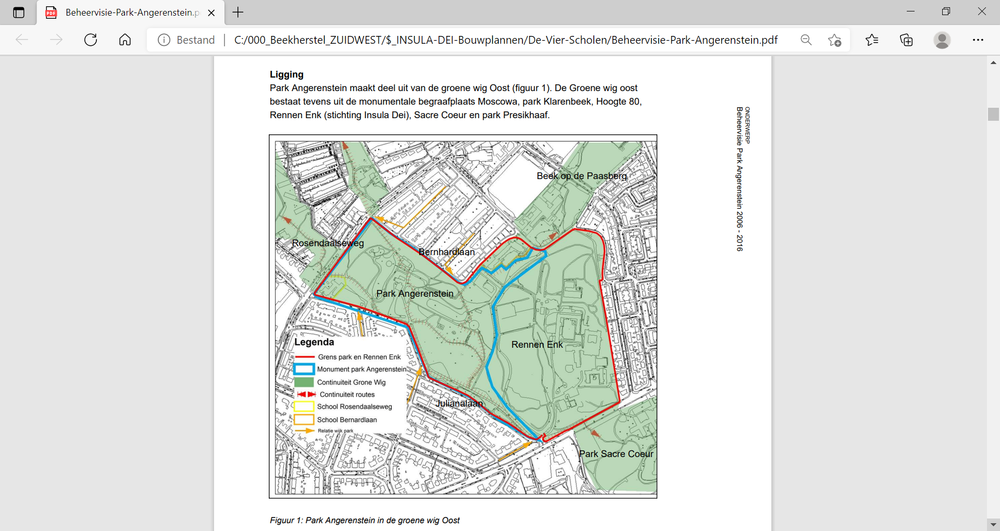 Beheervisie-Park-Angerenstein.p
Bestand
C:/000_Beekherstel_ZUIDWEST/$_INSULA-DEI-Bouwplannen/De-Vier-Scholen/Beheervisie-Park-Angerenstein.pdf
Ligging
Park Angerenstein maakt deel uit van de groene wig Oost (figuur 1). De Groene wig oost
bestaat tevens uit de monumentale begraafplaats Moscowa, park Klarenbeek, Hoogte 80,
Rennen Enk (stichting Insula Dei), Sacre Coeur en park Presikhaaf.
ONDERWERP
Beheervisie Park Angerenstein 2006 - 2016
Beek op de Paasberg
Rosendaalseweg
Bernhardlaan
Park Angerenstein
Rennen Enk
Julianalaan
Park Sacre Coeur
Legenda
Grens park en Rennen Enk
Monument park Angerenstein
Continuiteit Grone Wig
Continuiteit routes
School Rosendaalseweg
School Bernardlaan
Relatie wijk park
Figuur 1: Park Angerenstein in de groene wig Oost